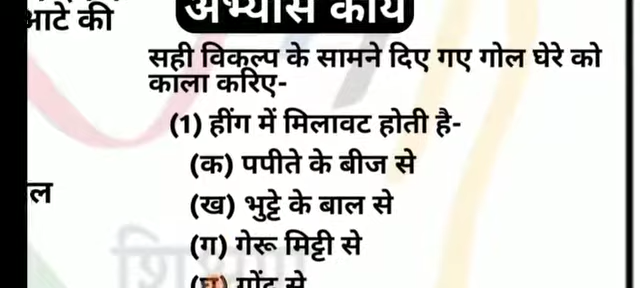 आटे की
अभ्यास कार्य
सही विकल्प के सामने दिए गए गोल घेरे को
काला करिए-
(1) हींग में मिलावट होती है-
(क) पपीते के बीज से
ल
(ख) भुट्टे के बाल से
(ग) गेरू मिट्टी से
(घ) गोंद से